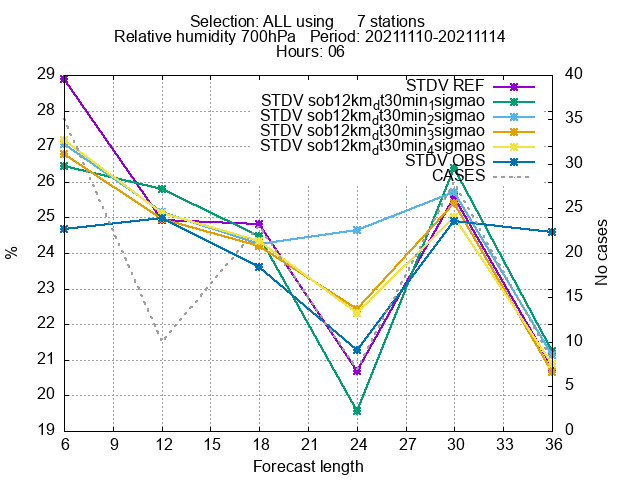 Selection: ALL using 7 stations
Relative humidity 700hPa Period: 20211110-20211114
Hours: 06
STDV REF
STDV sob12km_dt30min_1sigmao
STDV sob12km_dt30min_2sigmao
STDV sob12km_dt30min_3sigmao
STDV sob12km_dt30min_4sigmao
STDV OBS
CASES
29
28
27
26
25
24
23
22
21
20
19
%
40
35
30
25
20
15
10
5
0
No cases
6 9 12 15 18 21 24 27 30 33 36
Forecast length